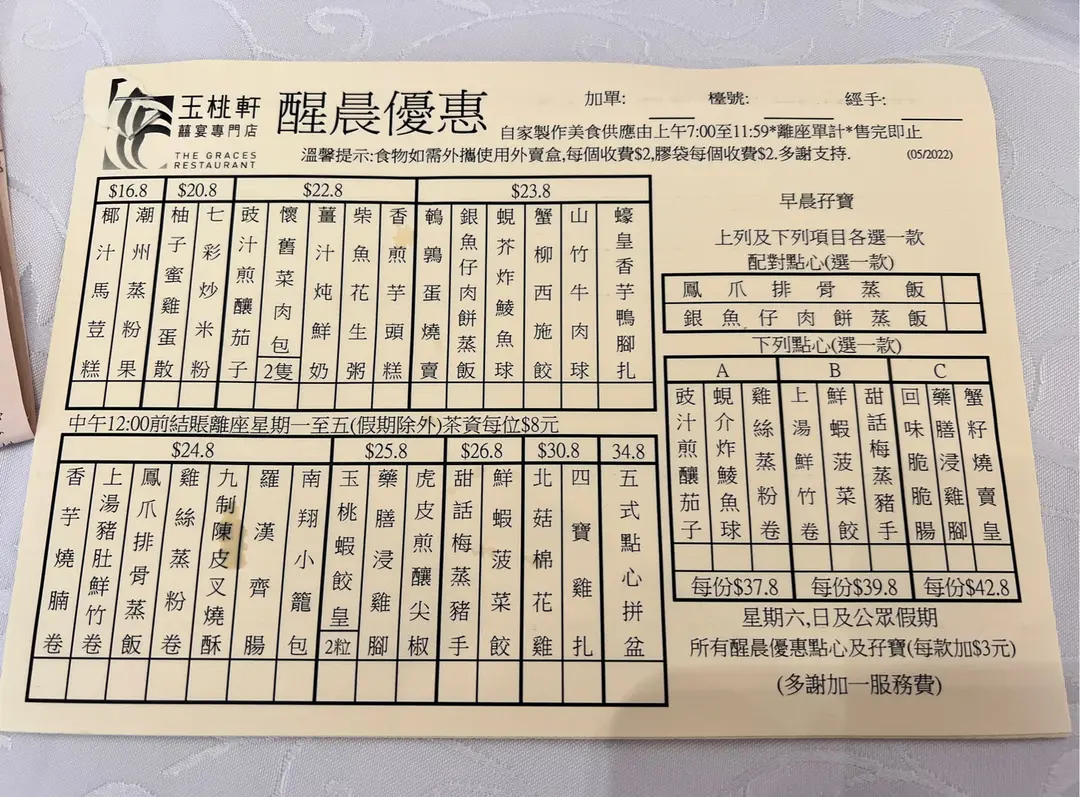 玉桃軒
囍宴專門店
THE GRACES
RESTAURANT
醒晨優惠
加單:
檯號:
經手:
自家製作美食供應由上午7:00至11:59*離座單計*售完即止
溫馨提示:食物如需外攜使用外賣盒,每個收費$2,膠袋每個收費$2.多謝支持.
(05/2022)
$16.8
椰汁馬荳糕
潮州蒸粉果
$20.8
柚子蜜雞蛋散
七彩炒米粉
$22.8
豉汁煎釀茄子
懷舊菜肉包
2隻
薑汁炖鮮奶
柴魚花生粥
香煎芋頭糕
$23.8
鵪鶉蛋燒賣
銀魚仔肉餅蒸飯
蜆芥炸鯪魚球
蟹柳西施餃
山竹牛肉球
蠔皇香芋鴨腳扎
中午12:00前結賬離座星期一至五(假期除外)茶資每位$8元
$24.8
香芋燒腩卷
上湯豬肚鮮竹卷
鳳爪排骨蒸飯
雞絲蒸粉卷
九制陳皮叉燒酥
羅漢齊腸
南翔小籠包
$25.8
玉桃蝦餃皇
2粒
藥膳浸雞腳
虎皮煎釀尖椒
$26.8
甜話梅蒸豬手
鮮蝦菠菜餃
$30.8
北菇棉花雞
四寶雞扎
34.8
五式點心拼盆
早晨孖寶
上列及下列項目各選一款
配對點心(選一款)
鳳爪排骨蒸飯
銀魚仔肉餅蒸飯
下列點心(選一款)
A
豉汁煎釀茄子
蜆介炸鯪魚球
雞絲蒸粉卷
B
上湯鮮竹卷
鮮蝦菠菜餃
甜話梅蒸豬手
C
回味脆脆腸
藥膳浸雞腳
蟹籽燒賣皇
每份$37.8
每份$39.8
每份$42.8
星期六,日及公眾假期
所有醒晨優惠點心及孖寶(每款加$3元)
(多謝加一服務費)